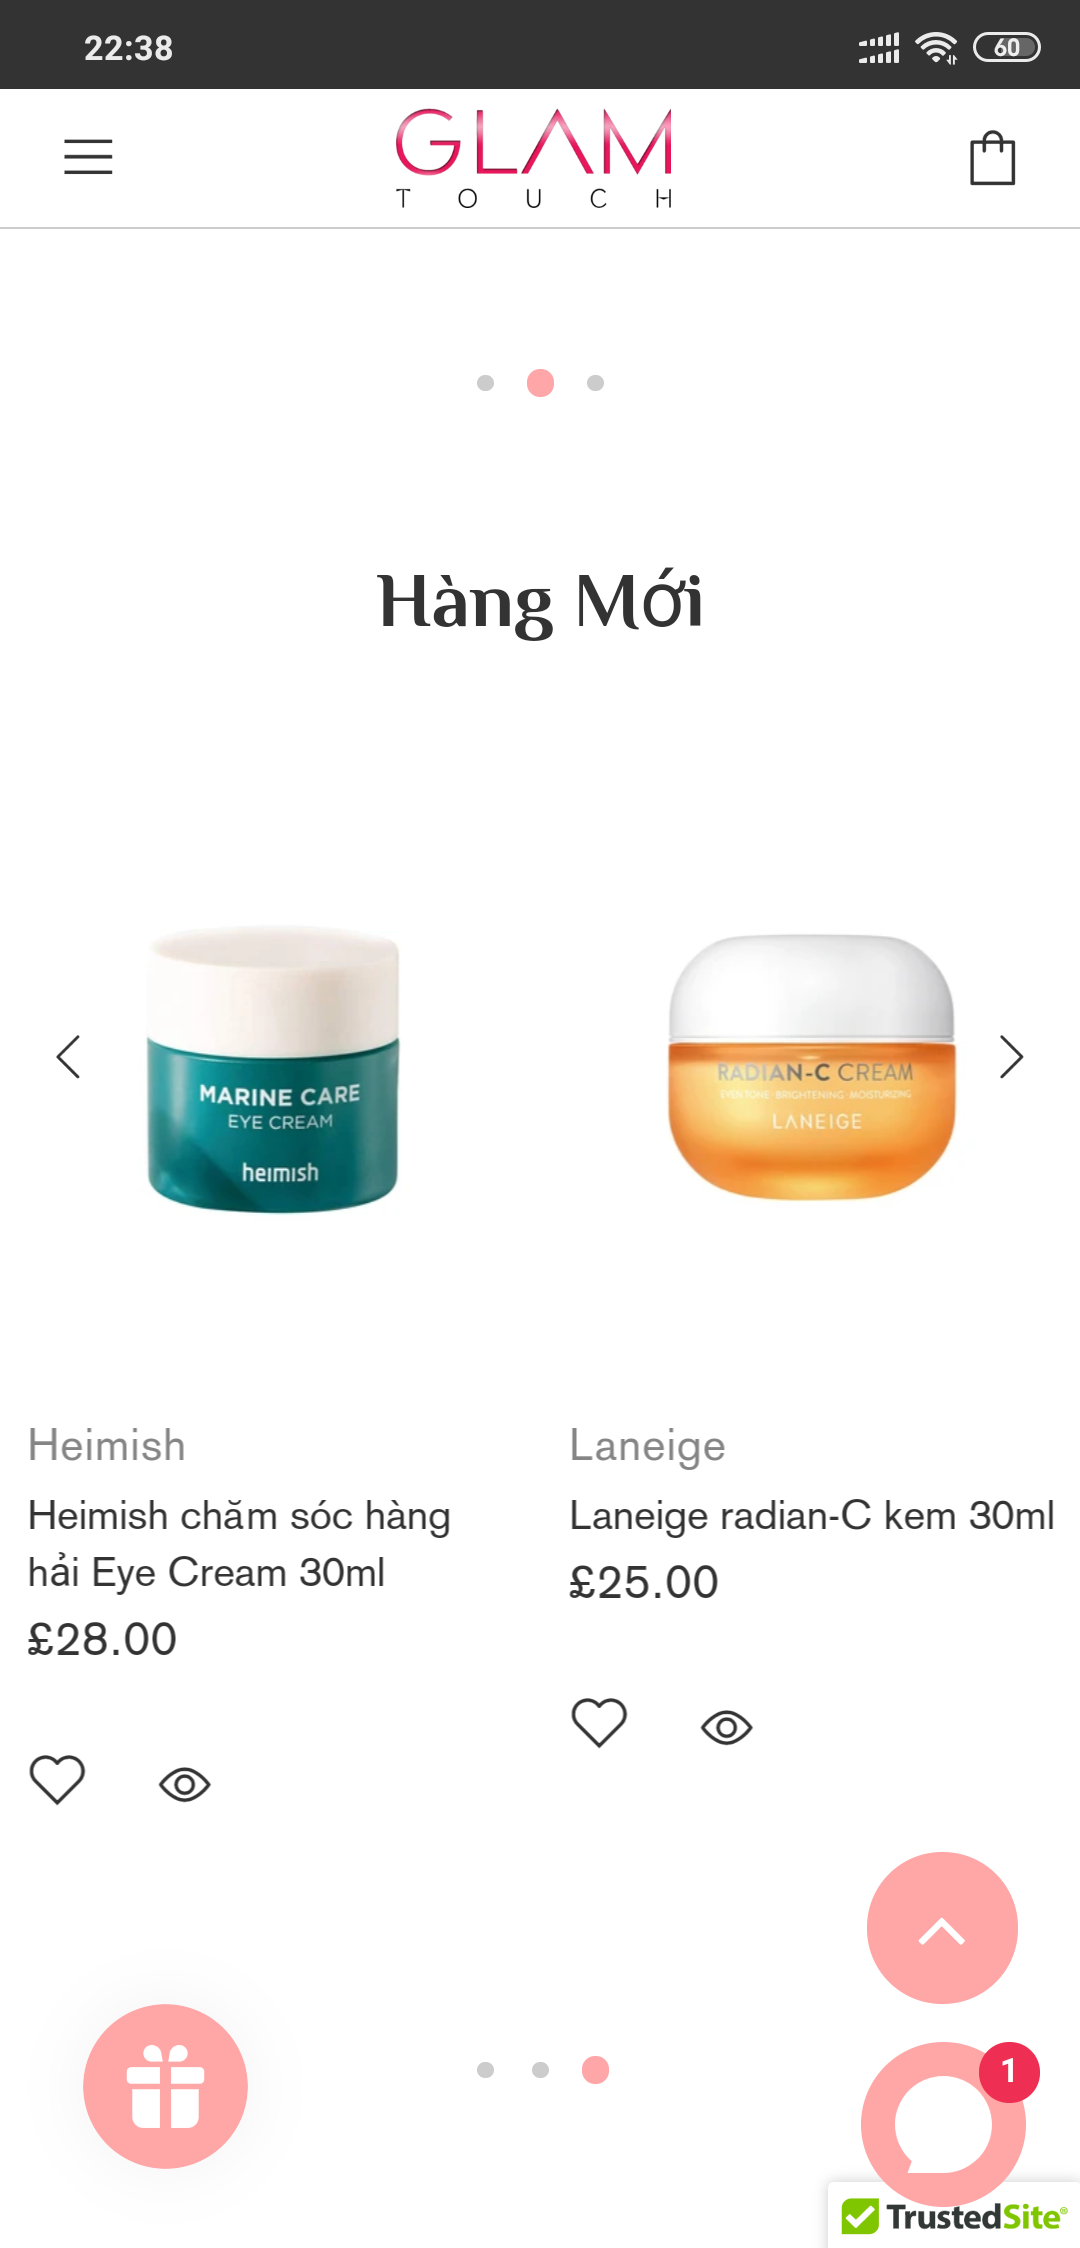 22:38
60
GLAM
TOUCH
Hàng Mới
MARINE CARE
EYE CREAM
heimish
RADIAN-C CREAM
EVEN TONE · BRIGHTENING · MOISTURIZING
LANEIGE
Heimish
Heimish chăm sóc hàng
hải Eye Cream 30ml
£28.00
Laneige
Laneige radian-C kem 30ml
£25.00
1
TrustedSite®